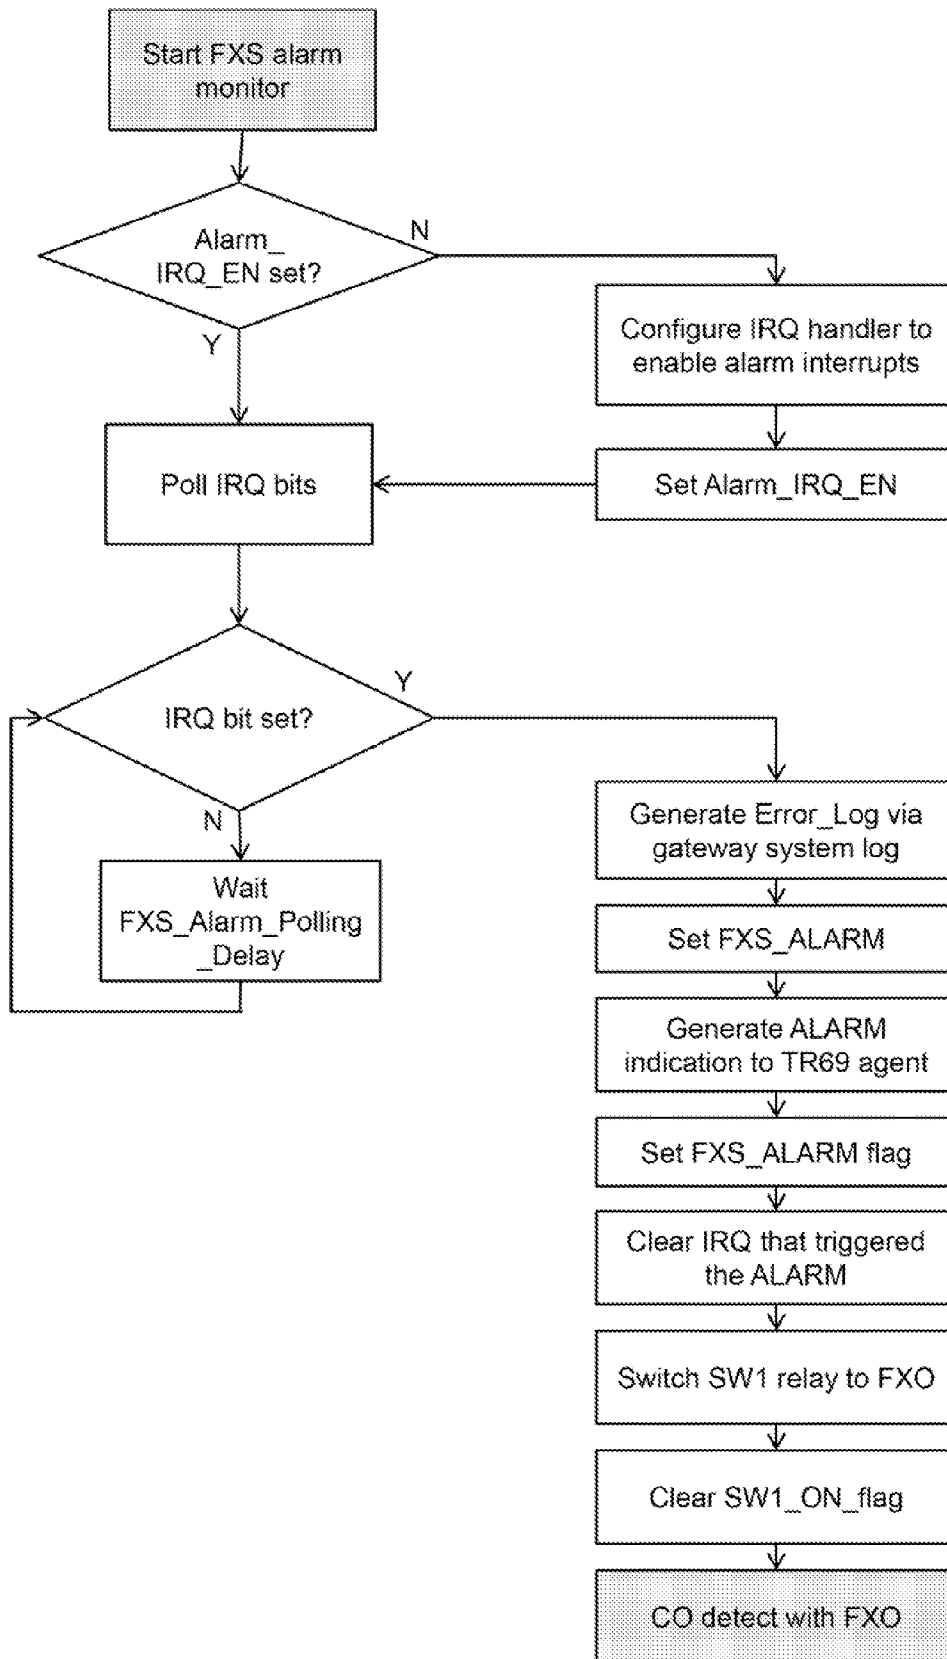 Start FXS alarm
monitor
Alarm_
IRQ_EN set?
N
Y
Configure IRQ handler to
enable alarm interrupts
Poll IRQ bits
Set Alarm_IRQ_EN
IRQ bit set?
Y
N
Wait
FXS_Alarm_Polling
_Delay
Generate Error_Log via
gateway system log
Set FXS_ALARM
Generate ALARM
indication to TR69 agent
Set FXS_ALARM flag
Clear IRQ that triggered
the ALARM
Switch SW1 relay to FXO
Clear SW1_ON_flag
CO detect with FXO